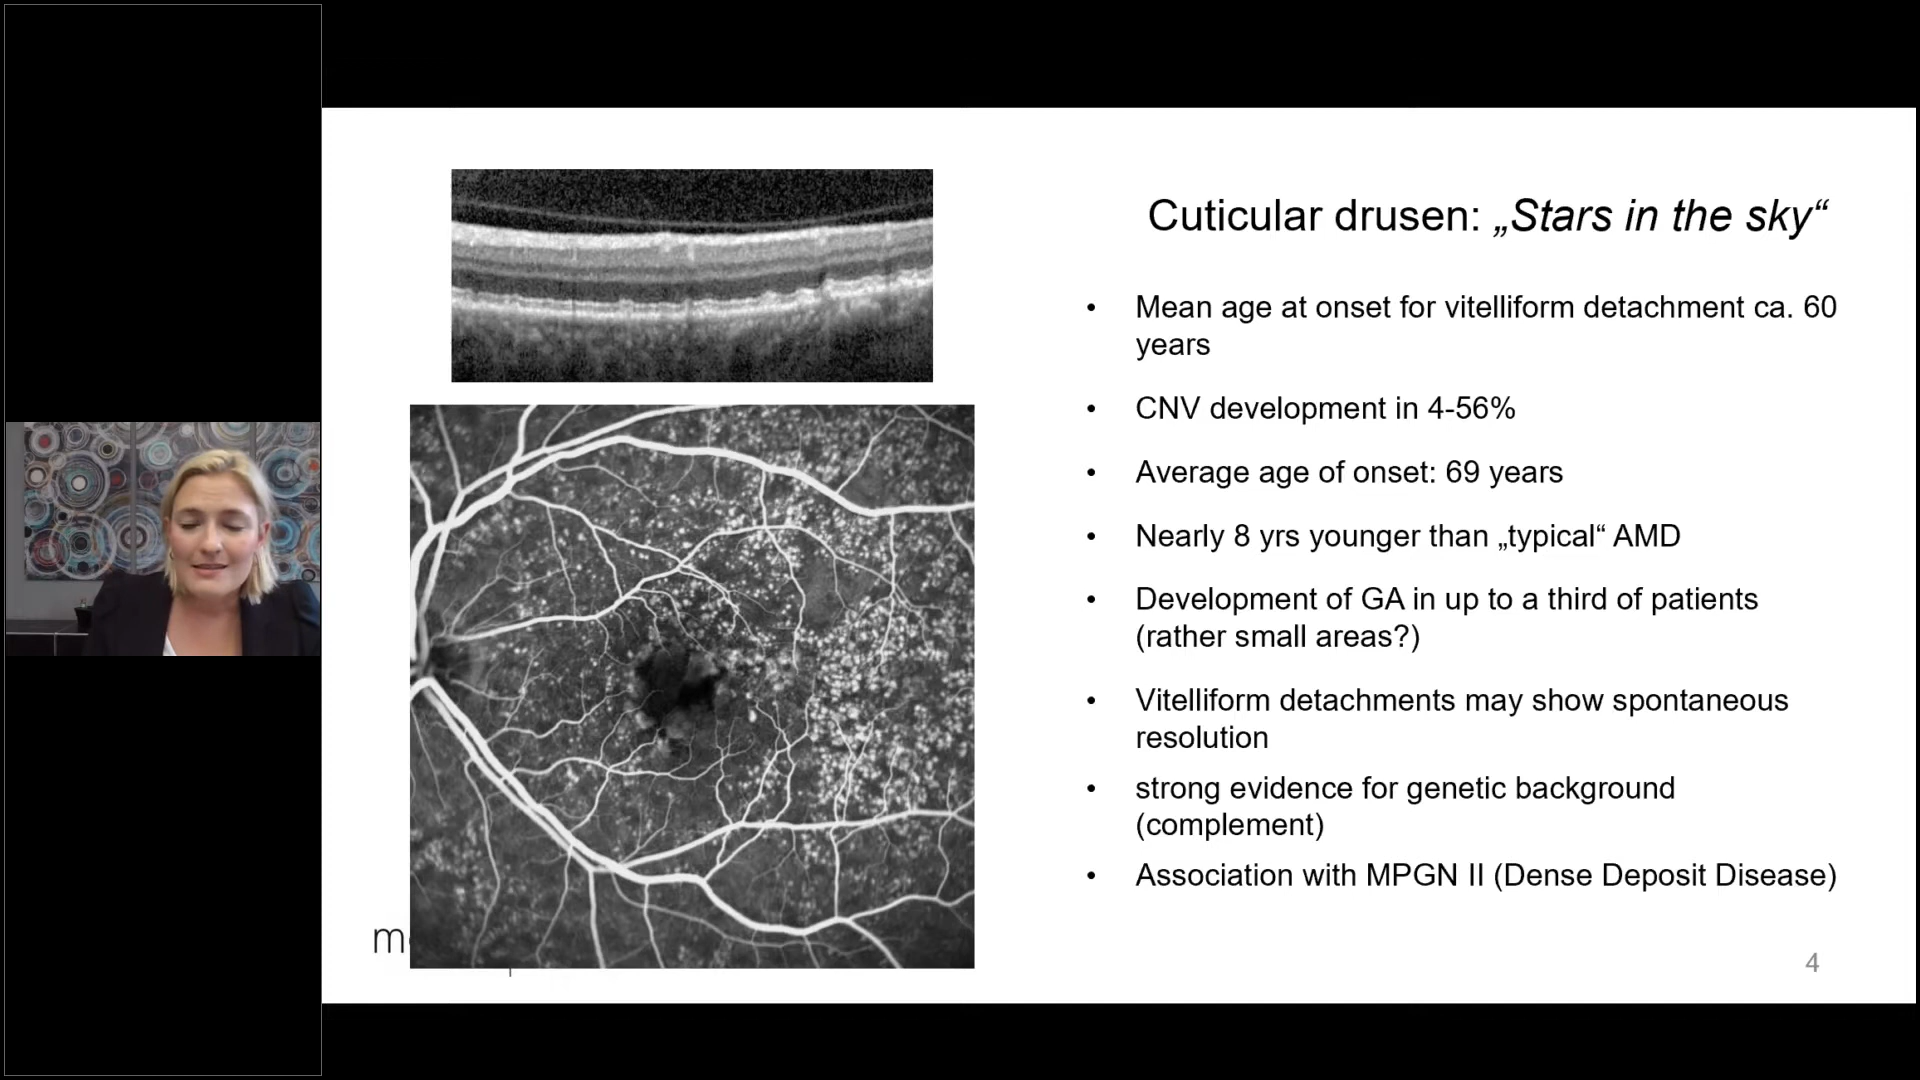 Cuticular drusen: „Stars in the sky“
• Mean age at onset for vitelliform detachment ca. 60
years
• CNV development in 4-56%
• Average age of onset: 69 years
• Nearly 8 yrs younger than „typical“ AMD
• Development of GA in up to a third of patients
(rather small areas?)
• Vitelliform detachments may show spontaneous
resolution
• strong evidence for genetic background
(complement)
• Association with MPGN II (Dense Deposit Disease)
4